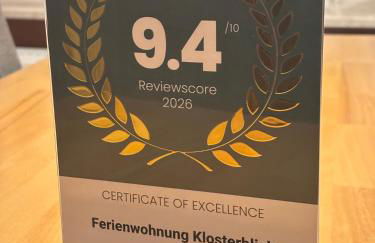 9.4 /10
Reviewscore
2026
CERTIFICATE OF EXCELLENCE
Ferienwohnung Klosterblick